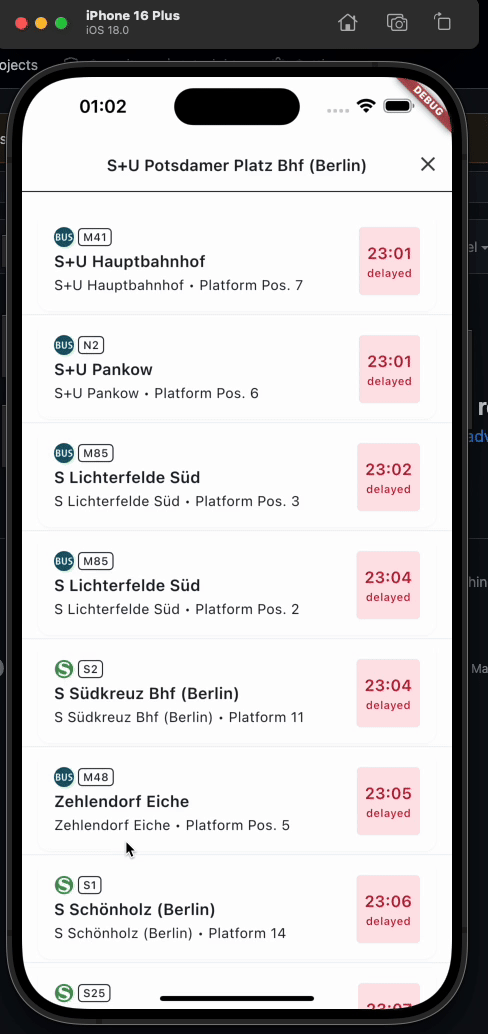 iPhone 16 Plus
iOS 18.0
ojects
01:02
DEBUG
S+U Potsdamer Platz Bhf (Berlin)
BUS M41
S+U Hauptbahnhof
S+U Hauptbahnhof • Platform Pos. 7
23:01
delayed
BUS N2
S+U Pankow
S+U Pankow • Platform Pos. 6
23:01
delayed
BUS M85
S Lichterfelde Süd
S Lichterfelde Süd • Platform Pos. 3
23:02
delayed
BUS M85
S Lichterfelde Süd
S Lichterfelde Süd • Platform Pos. 2
23:04
delayed
S S2
S Südkreuz Bhf (Berlin)
S Südkreuz Bhf (Berlin) • Platform 11
23:04
delayed
BUS M48
Zehlendorf Eiche
Zehlendorf Eiche • Platform Pos. 5
23:05
delayed
S S1
S Schönholz (Berlin)
S Schönholz (Berlin) • Platform 14
23:06
delayed
S S25
23:07